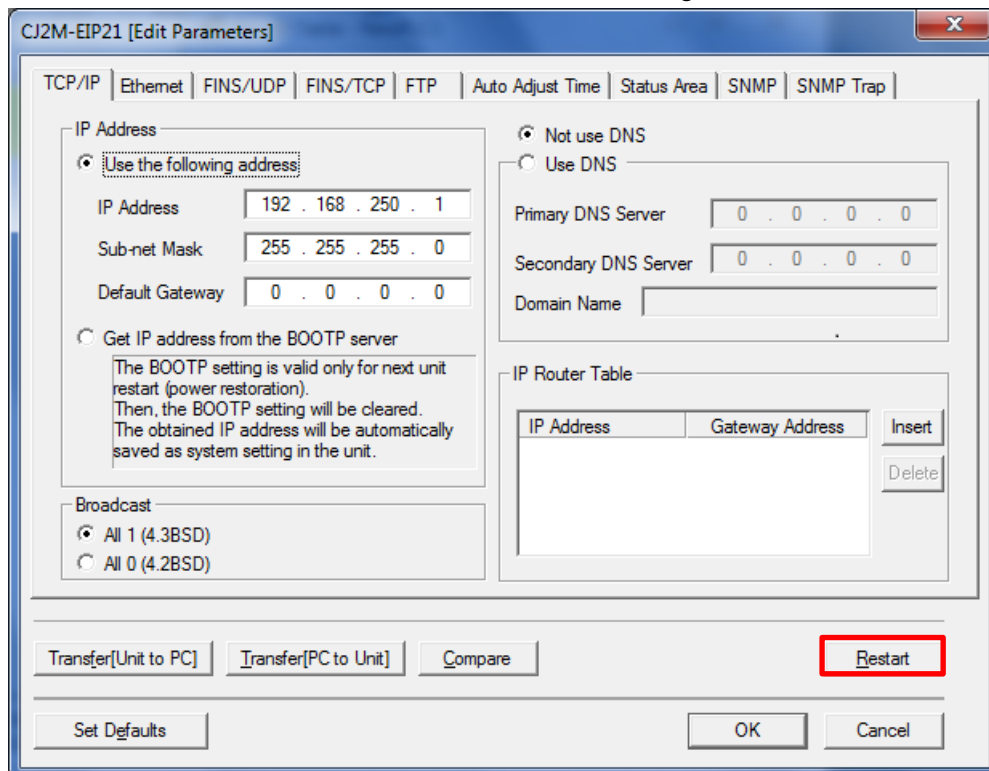 CJ2M-EIP21 [Edit Parameters]
TCP/IP Ethernet FINS/UDP FINS/TCP FTP Auto Adjust Time Status Area SNMP SNMP Trap
IP Address
Use the following address
IP Address 192 . 168 . 250 . 1
Sub-net Mask 255 . 255 . 255 . 0
Default Gateway 0 . 0 . 0 . 0
Get IP address from the BOOTP server
The BOOTP setting is valid only for next unit
restart (power restoration).
Then, the BOOTP setting will be cleared.
The obtained IP address will be automatically
saved as system setting in the unit.
Broadcast
All 1 (4.3BSD)
All 0 (4.2BSD)
Not use DNS
Use DNS
Primary DNS Server 0 . 0 . 0 . 0
Secondary DNS Server 0 . 0 . 0 . 0
Domain Name
IP Router Table
IP Address Gateway Address
Insert
Delete
Transfer[Unit to PC] Transfer[PC to Unit] Compare Restart
Set Defaults OK Cancel